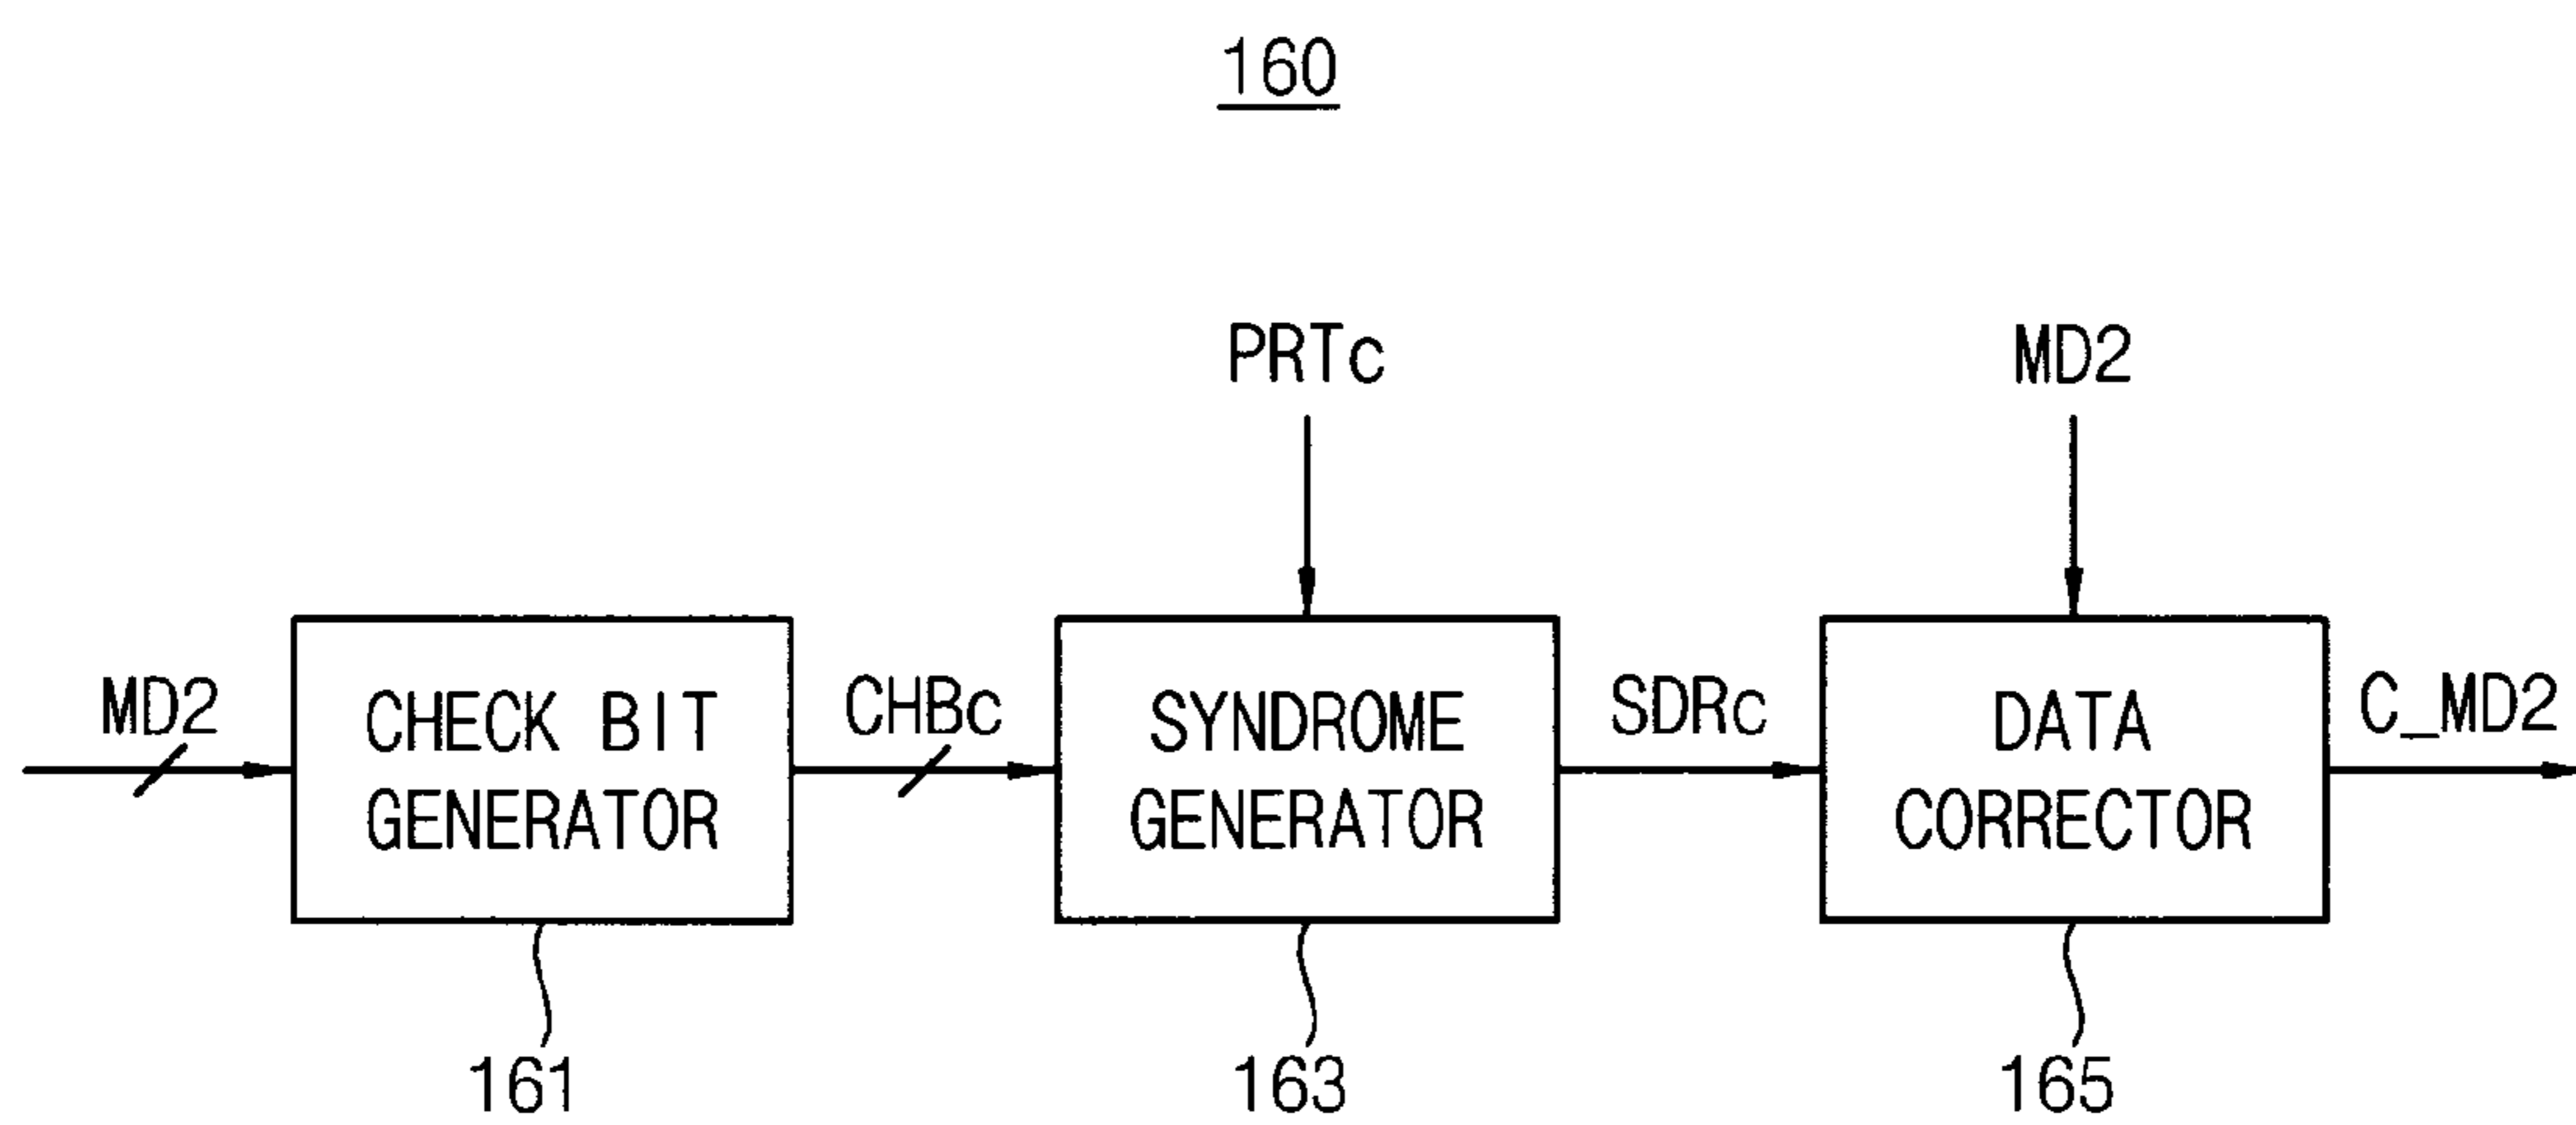 160
PRTc
MD2
MD2
CHECK BIT
GENERATOR
CHBc
SYNDROME
GENERATOR
SDRc
DATA
CORRECTOR
C_MD2
161
163
165